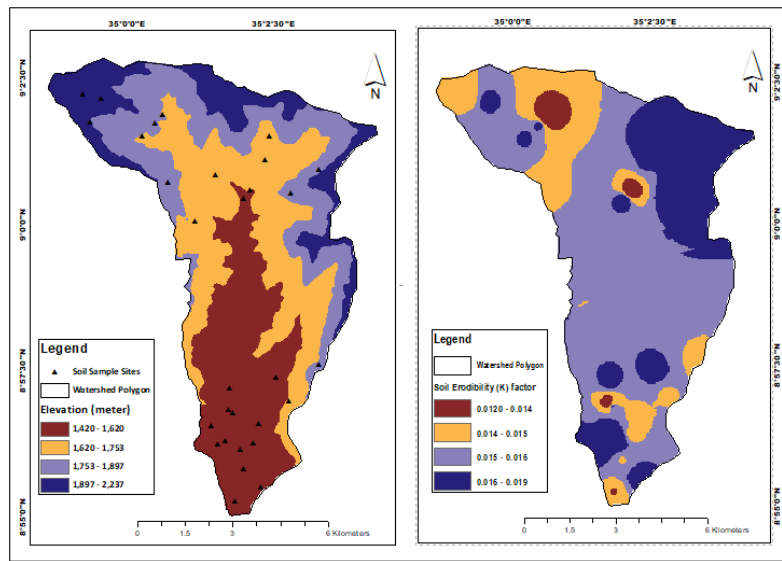 35°0'0"E 35°2'30"E
9°2'30"N
9°0'0"N
8°57'30"N
8°55'0"N
N
Legend
Soil Sample Sites
Watershed Polygon
Elevation (meter)
1,420 - 1,620
1,620 - 1,753
1,753 - 1,897
1,897 - 2,237
0 1.5 3 6 Kilometers
35°0'0"E 35°2'30"E
9°2'30"N
9°0'0"N
8°57'30"N
8°55'0"N
N
Legend
Watershed Polygon
Soil Erodibility (K) factor
0.0120 - 0.014
0.014 - 0.015
0.015 - 0.016
0.016 - 0.019
0 1.5 3 6 Kilometers